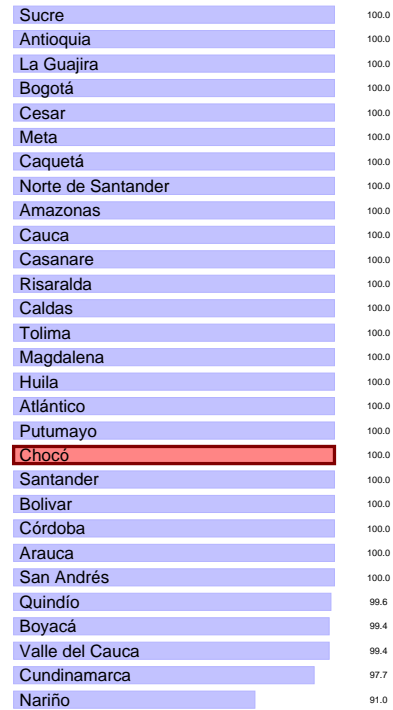 Sucre 100.0
Antioquia 100.0
La Guajira 100.0
Bogotá 100.0
Cesar 100.0
Meta 100.0
Caquetá 100.0
Norte de Santander 100.0
Amazonas 100.0
Cauca 100.0
Casanare 100.0
Risaralda 100.0
Caldas 100.0
Tolima 100.0
Magdalena 100.0
Huila 100.0
Atlántico 100.0
Putumayo 100.0
Chocó 100.0
Santander 100.0
Bolivar 100.0
Córdoba 100.0
Arauca 100.0
San Andrés 100.0
Quindío 99.6
Boyacá 99.4
Valle del Cauca 99.4
Cundinamarca 97.7
Nariño 91.0